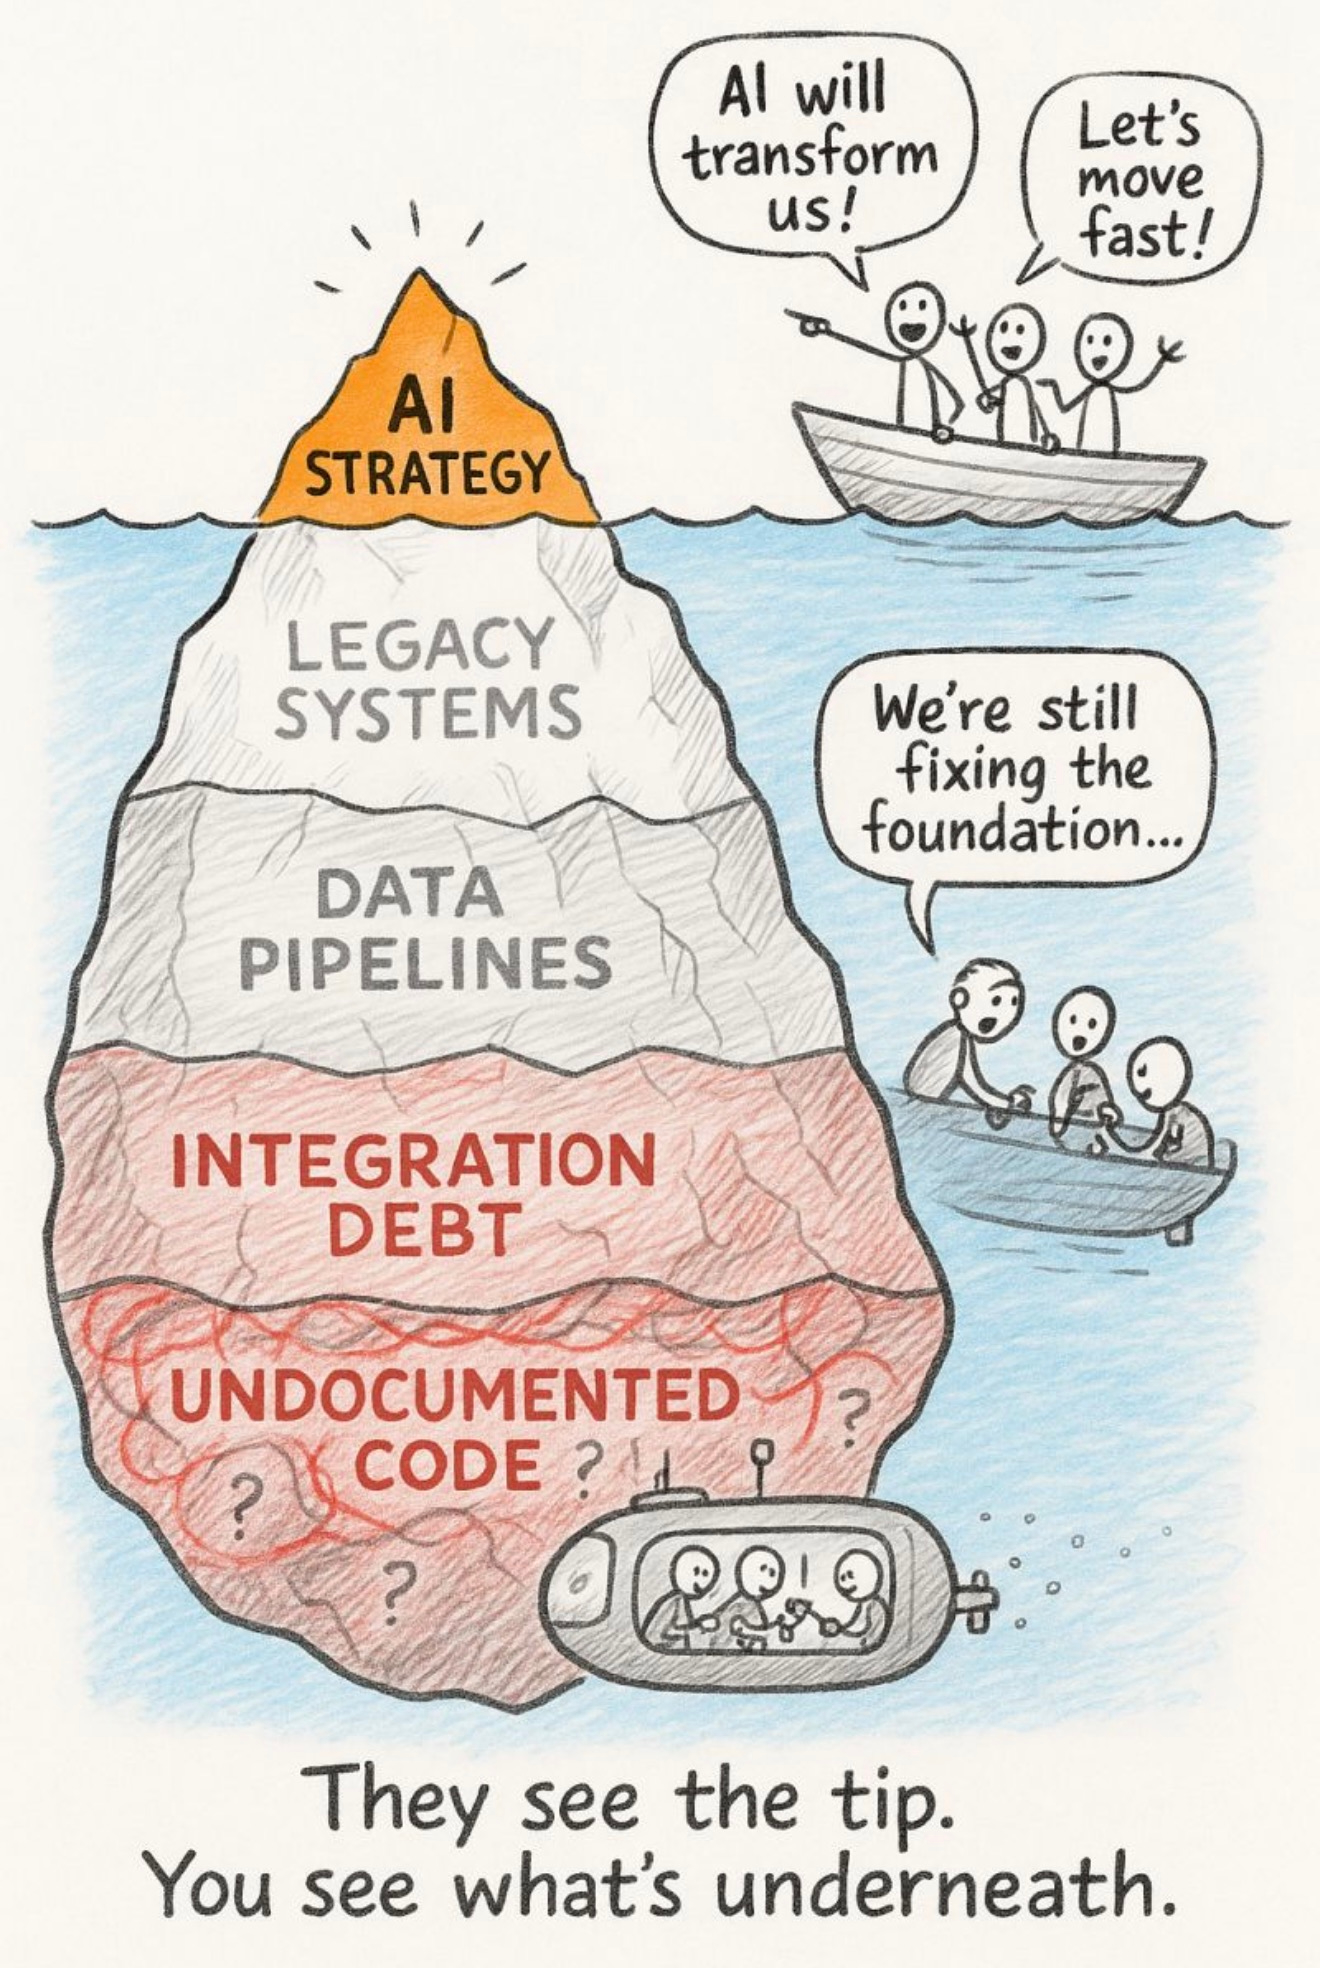 AI will
transform
us!
Let's
move
fast!
AI
STRATEGY
LEGACY
SYSTEMS
We're still
fixing the
foundation...
DATA
PIPELINES
INTEGRATION
DEBT
UNDOCUMENTED
CODE ?
?
?
?
They see the tip.
You see what's underneath.